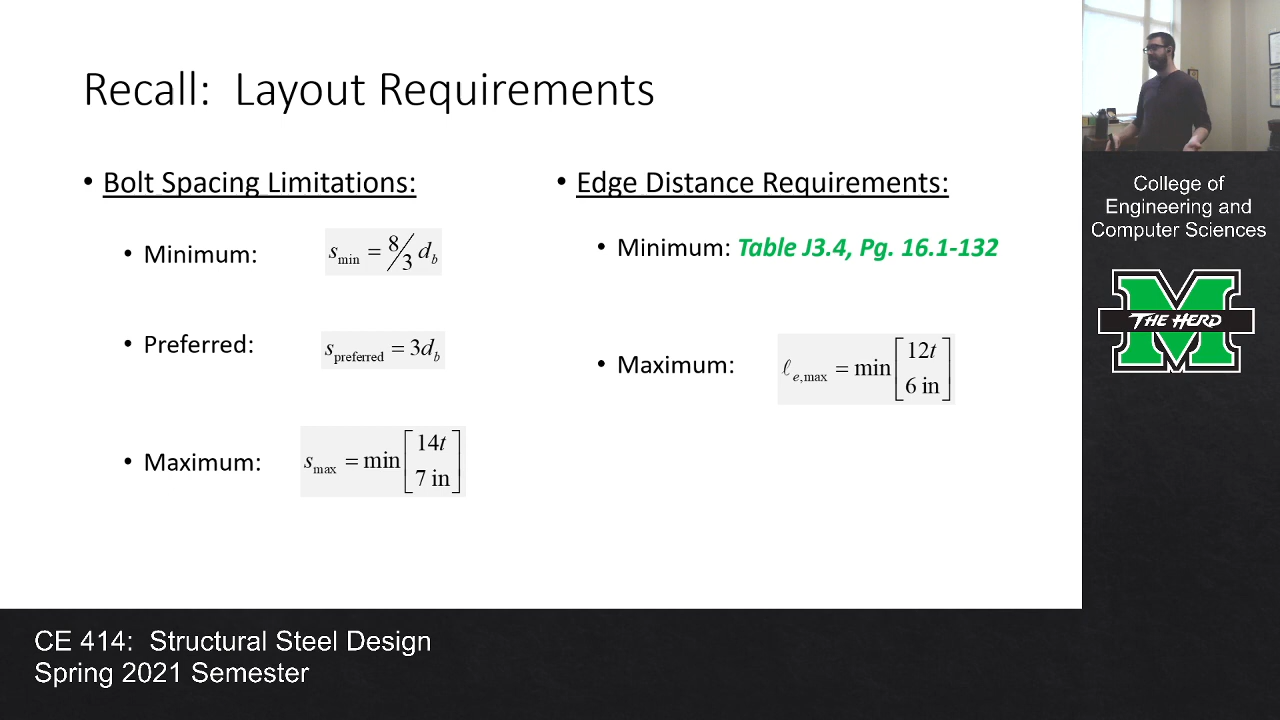 Recall: Layout Requirements
• Bolt Spacing Limitations:
• Minimum: s_min = 8/3 d_b
• Preferred: s_preferred = 3d_b
• Maximum: s_max = min [14t
7 in]
• Edge Distance Requirements:
• Minimum: Table J3.4, Pg. 16.1-132
• Maximum: ℓ_e,max = min [12t
6 in]
College of
Engineering and
Computer Sciences
THE HERD
CE 414: Structural Steel Design
Spring 2021 Semester